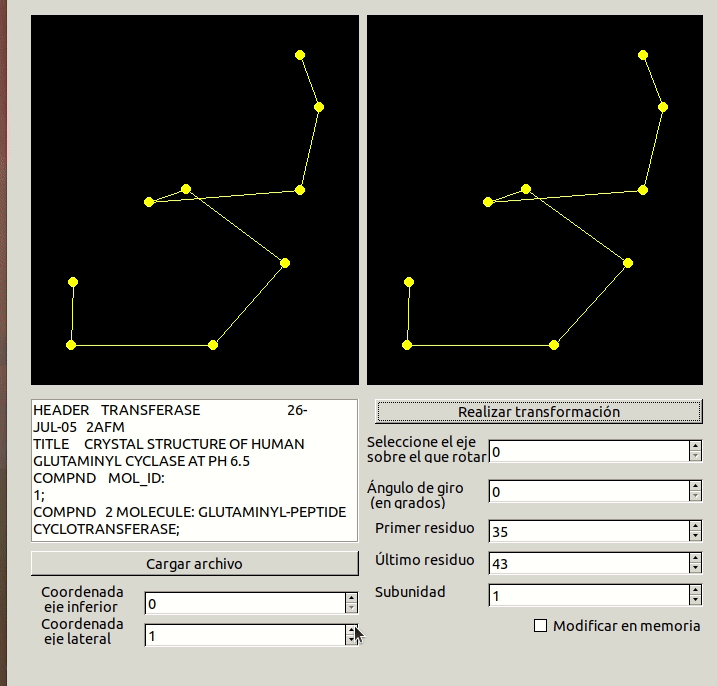 HEADER TRANSFERASE 26-
JUL-05 2AFM
TITLE CRYSTAL STRUCTURE OF HUMAN
GLUTAMINYL CYCLASE AT PH 6.5
COMPND MOL_ID:
1;
COMPND 2 MOLECULE: GLUTAMINYL-PEPTIDE
CYCLOTRANSFERASE;
Cargar archivo
Coordenada
eje inferior
0
Coordenada
eje lateral
1
Realizar transformación
Seleccione el eje
sobre el que rotar
0
Ángulo de giro
(en grados)
0
Primer residuo
35
Último residuo
43
Subunidad
1
Modificar en memoria